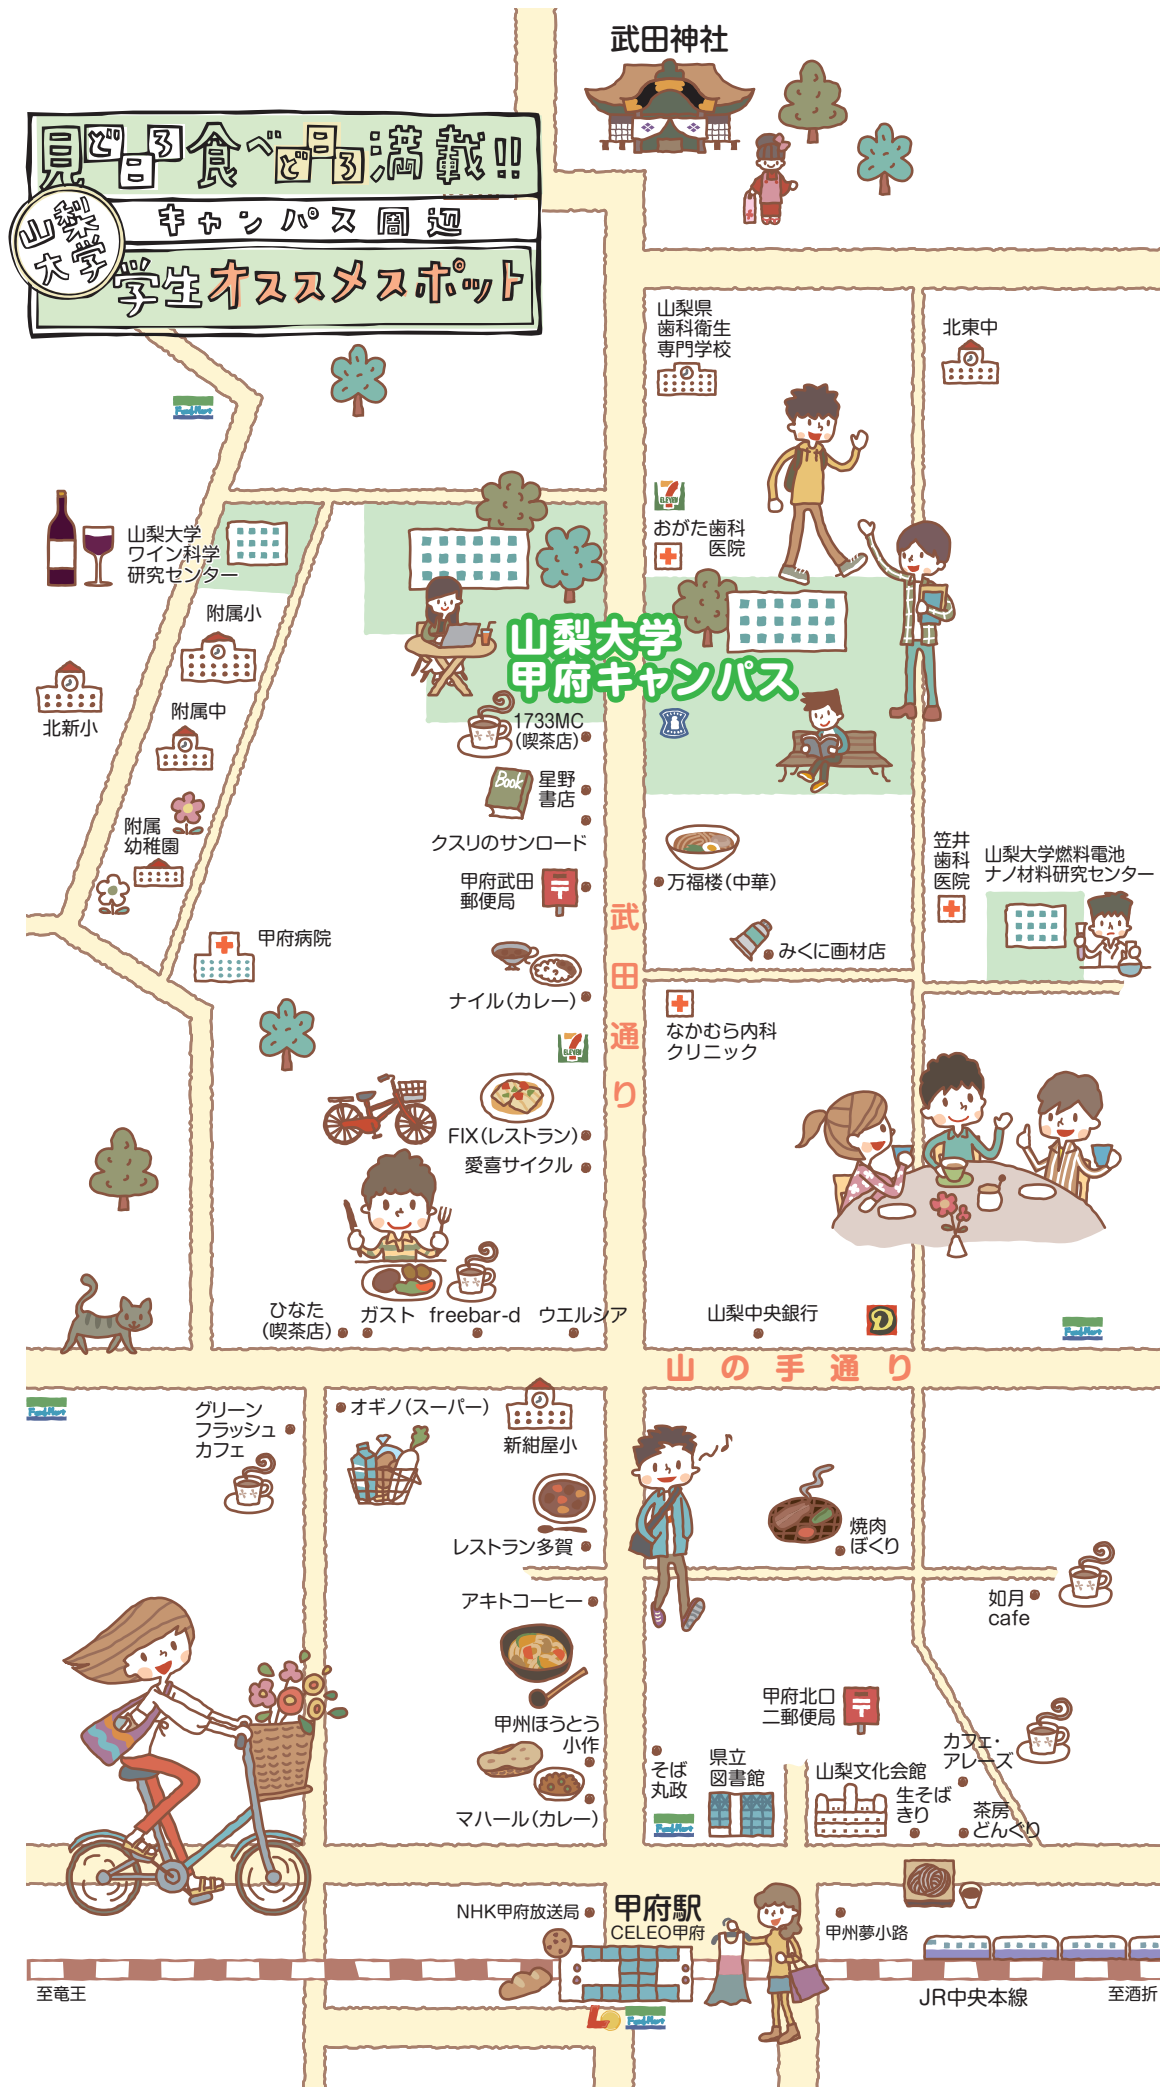 武田神社
見どころ食べどころ満載!!
山梨
大学
キャンパス周辺
学生オススメスポット
山梨県
歯科衛生
専門学校
北東中
FamilyMart
7
ELEVEN
おがた歯科
医院
山梨大学
ワイン科学
研究センター
附属小
北新小
附属中
附属
幼稚園
山梨大学
甲府キャンパス
1733MC
(喫茶店)
Book
星野
書店
クスリのサンロード
甲府武田
郵便局
万福楼(中華)
笠井
歯科
医院
山梨大学燃料電池
ナノ材料研究センター
甲府病院
みくに画材店
武田通り
ナイル(カレー)
なかむら内科
クリニック
7
ELEVEN
FIX(レストラン)
愛喜サイクル
ひなた
(喫茶店)
ガスト
freebar-d
ウエルシア
山梨中央銀行
D
FamilyMart
山の手通り
FamilyMart
グリーン
フラッシュ
カフェ
オギノ(スーパー)
新紺屋小
レストラン多賀
焼肉
ぼくり
アキトコーヒー
如月
cafe
甲州ほうとう
小作
マハール(カレー)
甲府北口
二郵便局
カフェ・
アレーズ
そば
丸政
県立
図書館
山梨文化会館
生そば
きり
茶房
どんぐり
FamilyMart
NHK甲府放送局
甲府駅
CELEO甲府
甲州夢小路
至竜王
JR中央本線
至酒折
FamilyMart